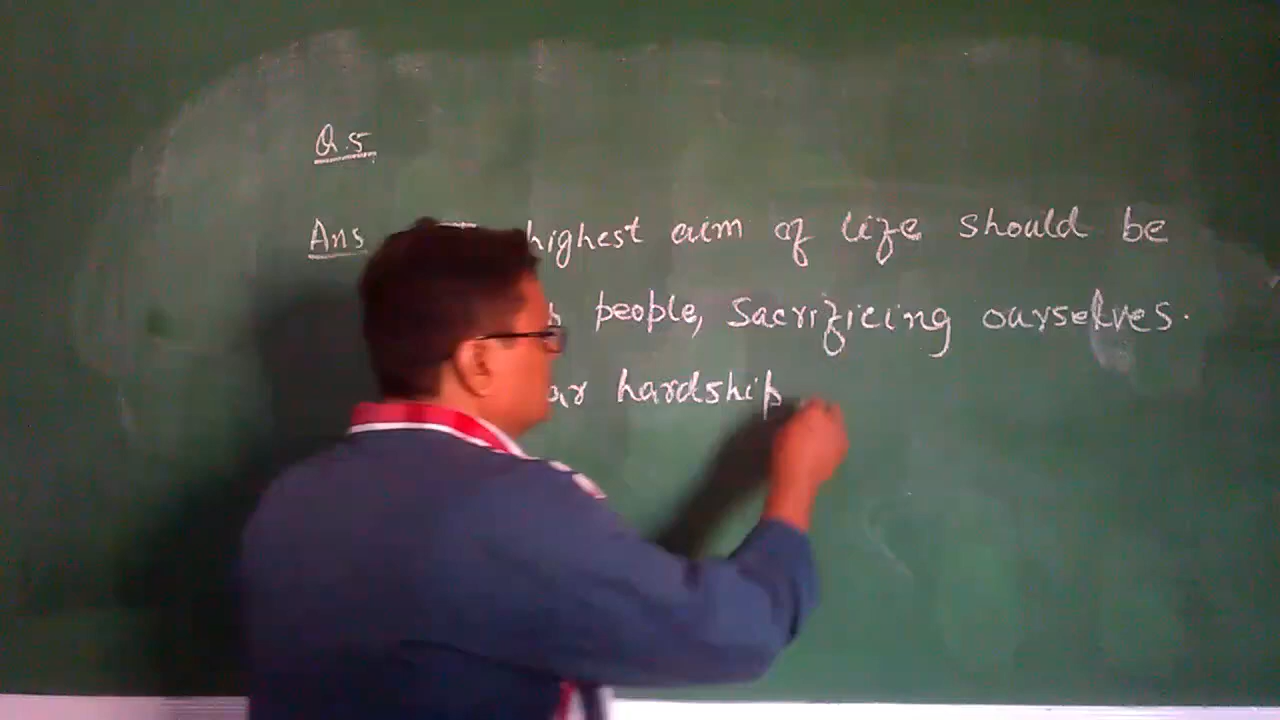 Q.5
Ans highest aim of life should be
people, sacrificing ourselves.
hardship